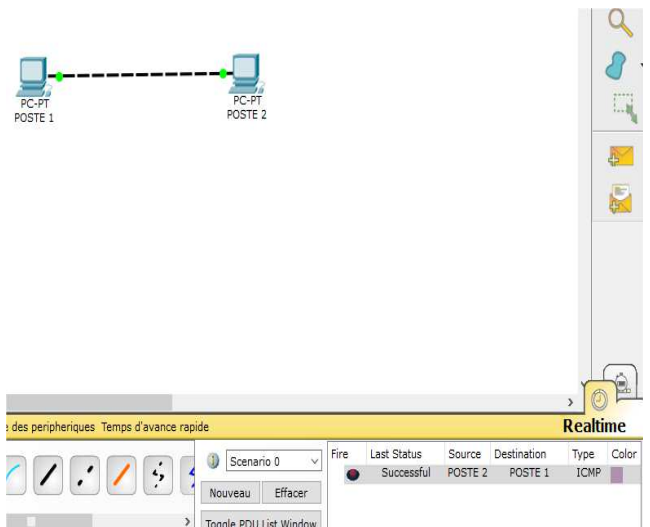 PC-PT
POSTE 1
PC-PT
POSTE 2
Realtime
des peripheriques Temps d'avance rapide
Scenario 0
Nouveau Effacer
Toggle PDU List Window
Fire Last Status Source Destination Type Color
Successful POSTE 2 POSTE 1 ICMP